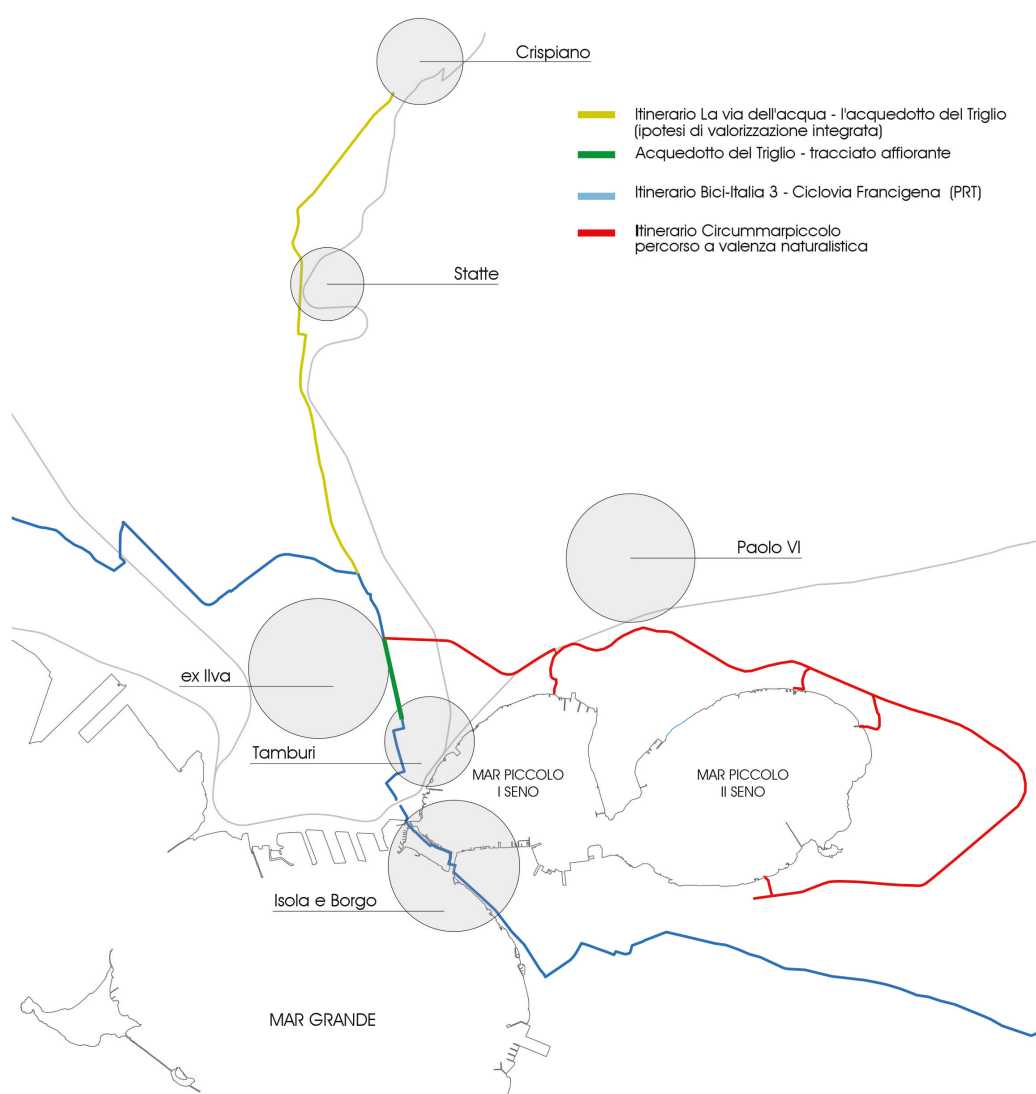 Crispiano
Itinerario La via dell'acqua - l'acquedotto del Triglio
(ipotesi di valorizzazione integrata)
Acquedotto del Triglio - tracciato affiorante
Itinerario Bici-Italia 3 - Ciclovia Francigena (PRT)
Itinerario Circummarpiccolo
percorso a valenza naturalistica
Statte
Paolo VI
ex Ilva
Tamburi
MAR PICCOLO
I SENO
MAR PICCOLO
II SENO
Isola e Borgo
MAR GRANDE